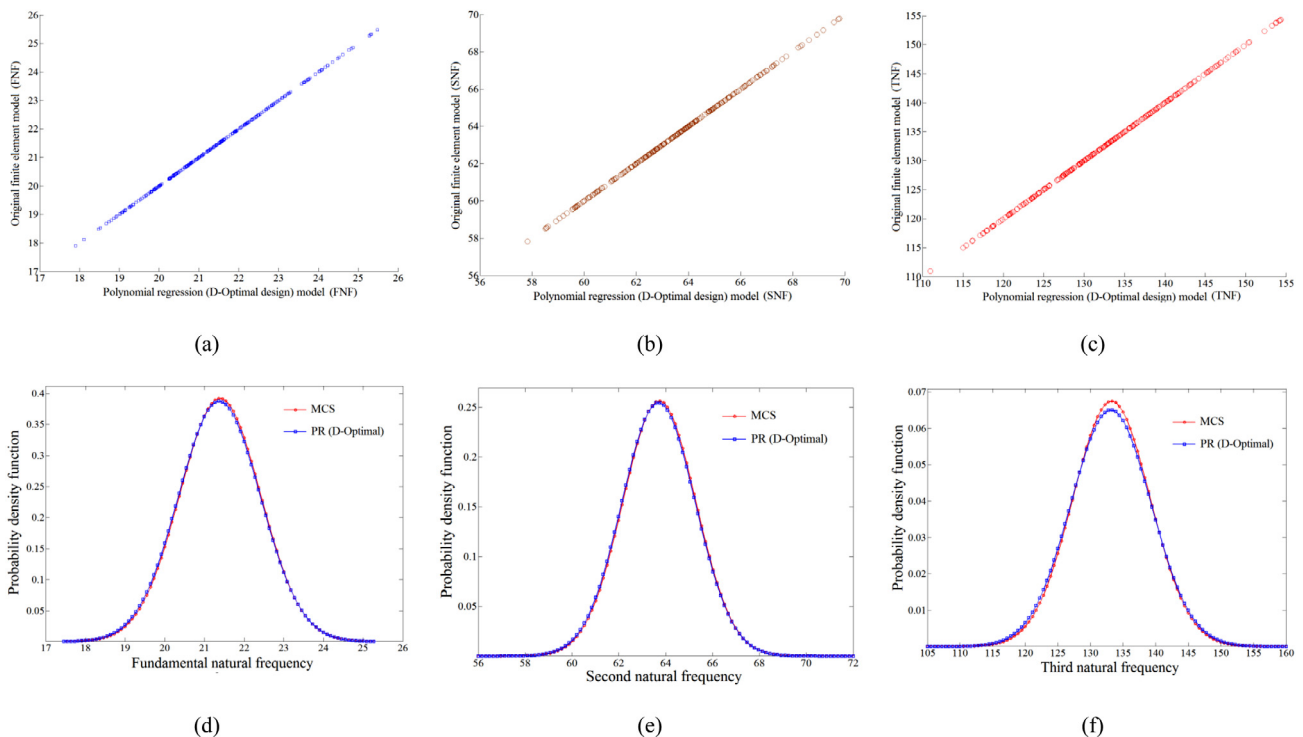 26
25
24
23
22
21
20
19
18
17
Original finite element model (FNF)
18 19 20 21 22 23 24 25 26
Polynomial regression (D-Optimal design) model (FNF)
(a)
70
68
66
64
62
60
58
56
Original finite element model (SNF)
56 58 60 62 64 66 68 70
Polynomial regression (D-Optimal design) model (SNF)
(b)
155
150
145
140
135
130
125
120
115
110
Original finite element model (TNF)
110 115 120 125 130 135 140 145 150 155
Polynomial regression (D-Optimal design) model (TNF)
(c)
0.4
0.35
0.3
0.25
0.2
0.15
0.1
0.05
Probability density function
MCS
PR (D-Optimal)
17 18 19 20 21 22 23 24 25 26
Fundamental natural frequency
(d)
0.25
0.2
0.15
0.1
0.05
Probability density function
MCS
PR (D-Optimal)
56 58 60 62 64 66 68 70 72
Second natural frequency
(e)
0.07
0.06
0.05
0.04
0.03
0.02
0.01
Probability density function
MCS
PR (D-Optimal)
105 110 115 120 125 130 135 140 145 150 155 160
Third natural frequency
(f)